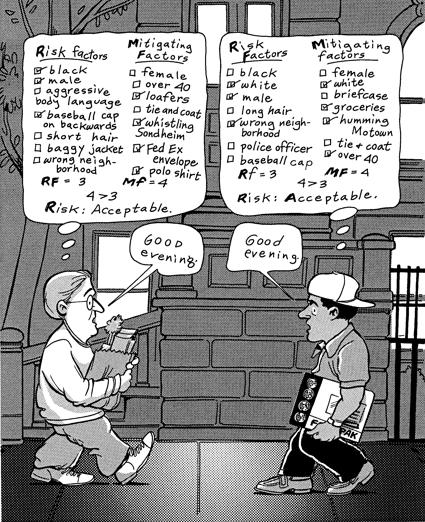 Risk factors
☑ black
☑ male
☐ aggressive
body language
☑ baseball cap
on backwards
☐ short hair
☐ baggy jacket
☐ wrong neigh-
borhood
RF = 3
Mitigating
Factors
☐ female
☐ over 40
☑ loafers
☐ tie and coat
☑ whistling
Sondheim
☑ Fed Ex
envelope
☑ polo shirt
MF = 4
4 > 3
Risk: Acceptable.
Risk
Factors
☐ black
☑ white
☑ male
☐ long hair
☑ wrong neigh-
borhood
☐ police officer
☐ baseball cap
Rf = 3
Mitigating
factors
☐ female
☑ white
☐ briefcase
☑ groceries
☑ humming
Motown
☐ tie + coat
☑ over 40
MF = 4
4>3
Risk: Acceptable.
Good
evening.
Good
evening.
PAK